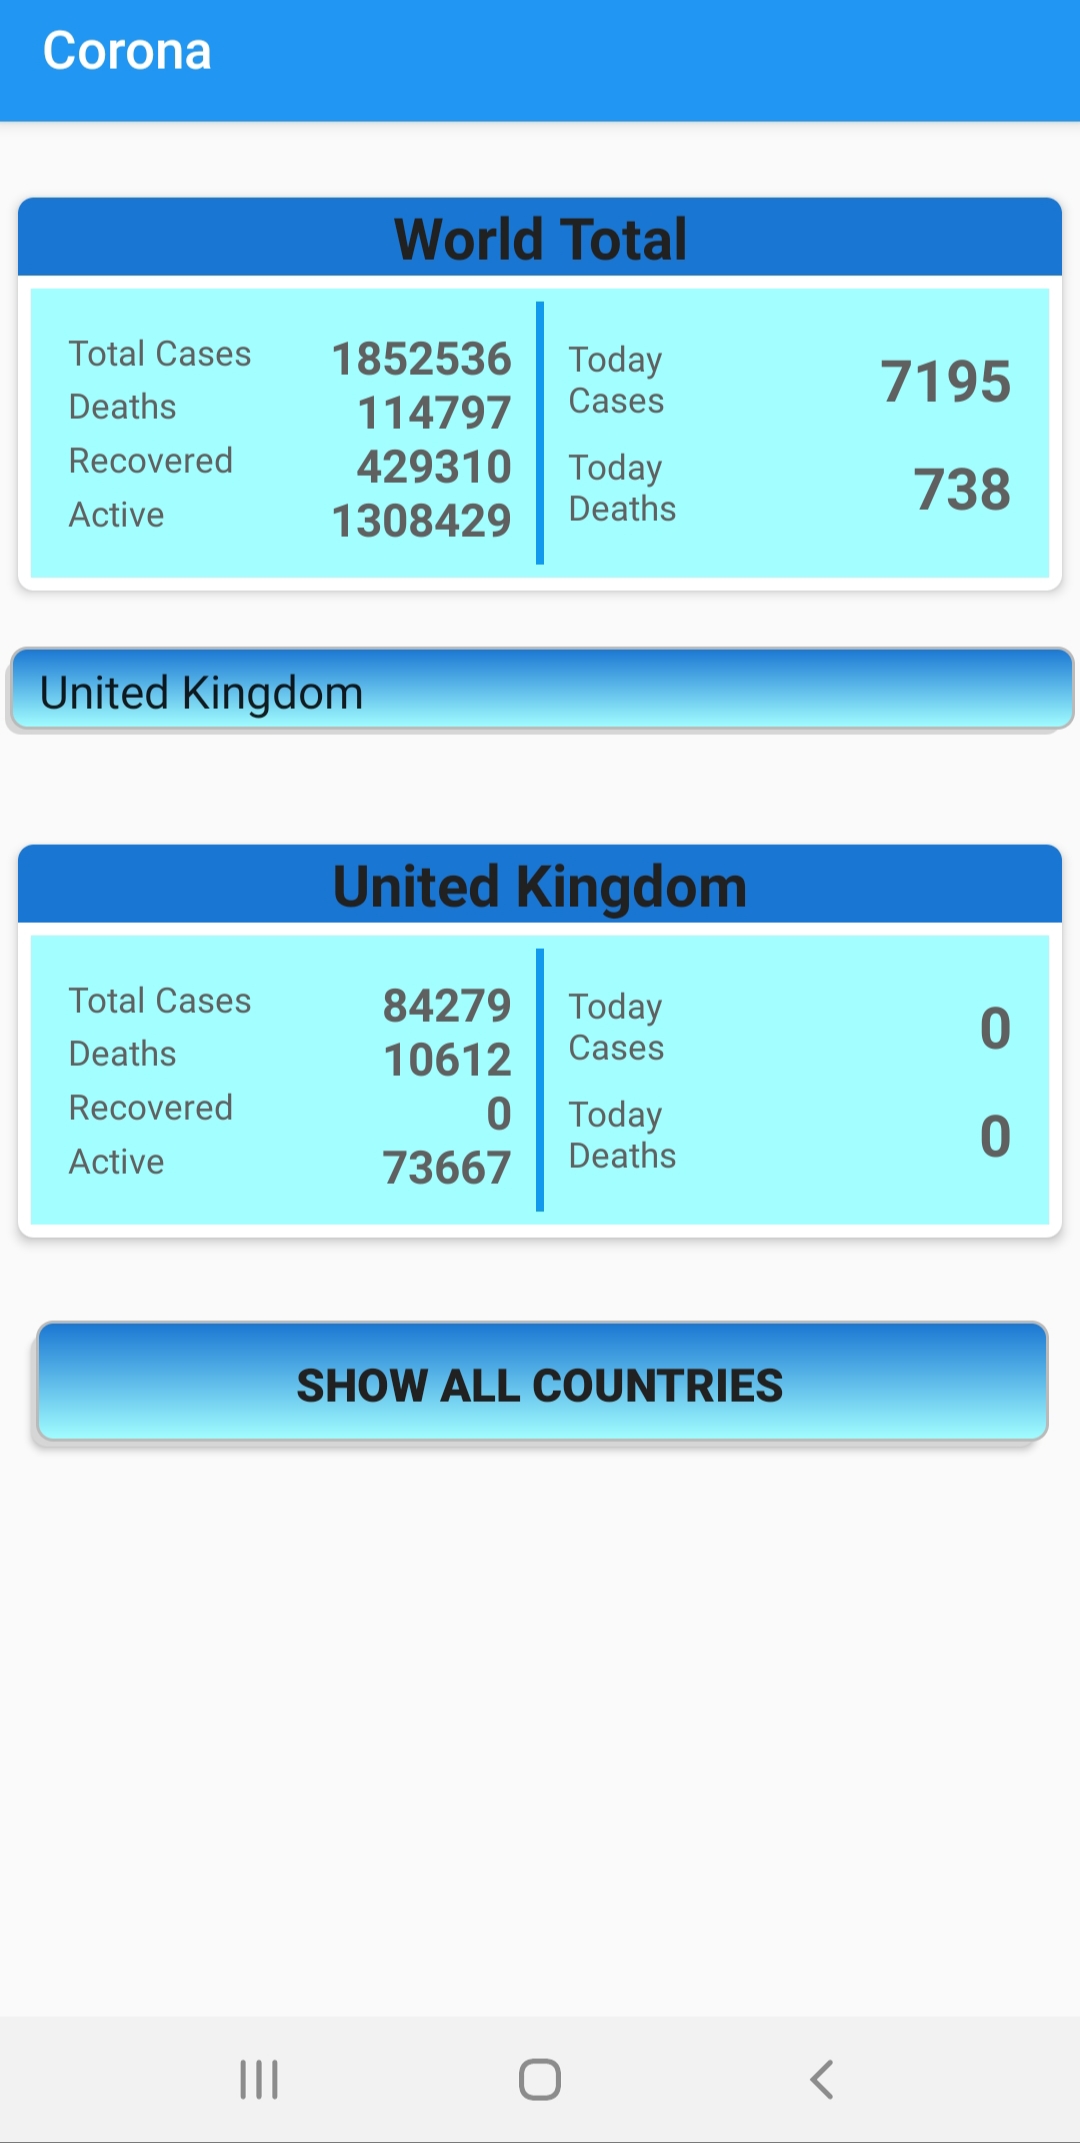 Corona
World Total
Total Cases 1852536
Deaths 114797
Recovered 429310
Active 1308429
Today
Cases 7195
Today
Deaths 738
United Kingdom
United Kingdom
Total Cases 84279
Deaths 10612
Recovered 0
Active 73667
Today
Cases 0
Today
Deaths 0
SHOW ALL COUNTRIES